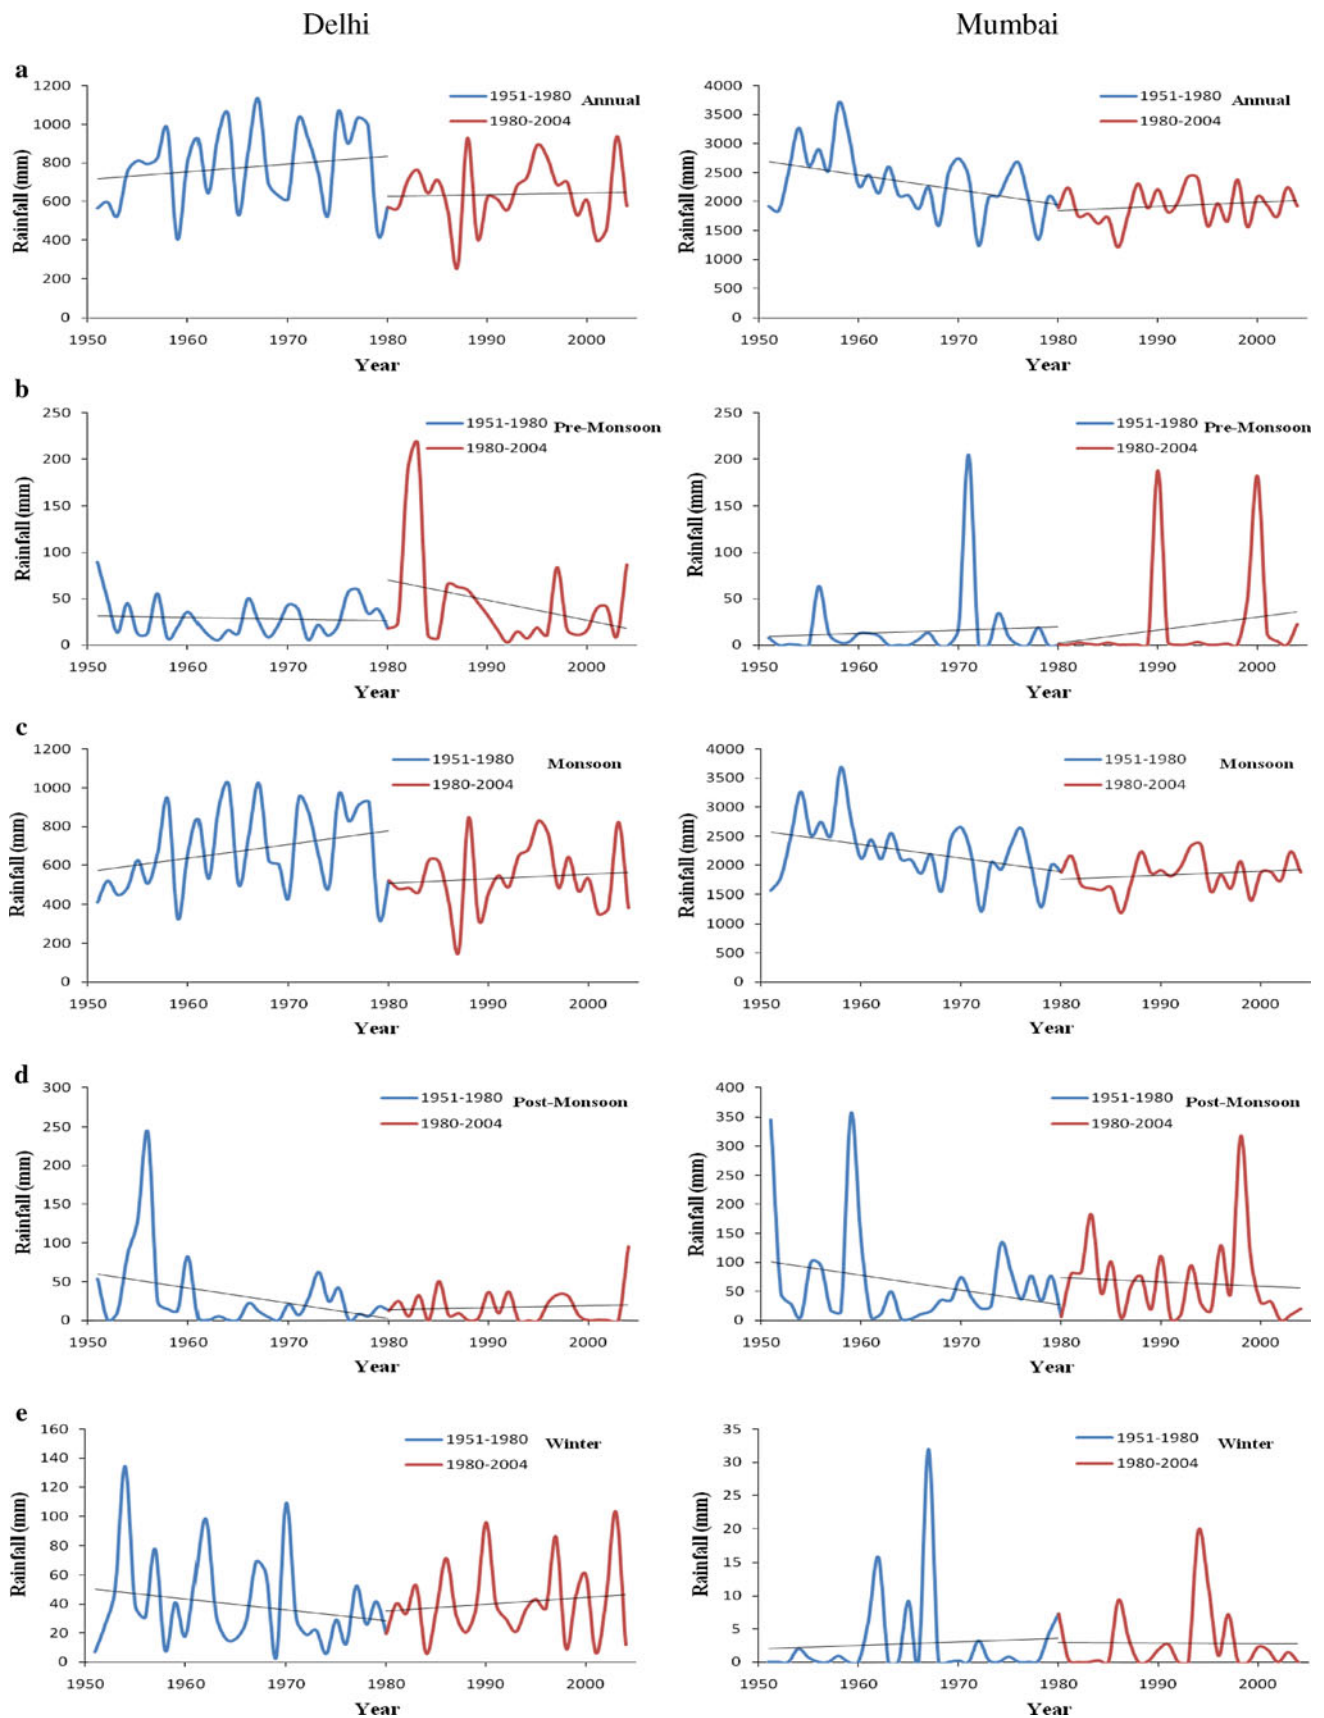 Delhi
Mumbai
a
1200
1000
800
600
400
200
0
Rainfall (mm)
1951-1980
1980-2004
Annual
1950 1960 1970 1980 1990 2000
Year
4000
3500
3000
2500
2000
1500
1000
500
0
Rainfall (mm)
1951-1980
1980-2004
Annual
1950 1960 1970 1980 1990 2000
Year
b
250
200
150
100
50
0
Rainfall (mm)
1951-1980
1980-2004
Pre-Monsoon
1950 1960 1970 1980 1990 2000
Year
250
200
150
100
50
0
Rainfall (mm)
1951-1980
1980-2004
Pre-Monsoon
1950 1960 1970 1980 1990 2000
Year
c
1200
1000
800
600
400
200
0
Rainfall (mm)
1951-1980
1980-2004
Monsoon
1950 1960 1970 1980 1990 2000
Year
4000
3500
3000
2500
2000
1500
1000
500
0
Rainfall (mm)
1951-1980
1980-2004
Monsoon
1950 1960 1970 1980 1990 2000
Year
d
300
250
200
150
100
50
0
Rainfall (mm)
1951-1980
1980-2004
Post-Monsoon
1950 1960 1970 1980 1990 2000
Year
400
350
300
250
200
150
100
50
0
Rainfall (mm)
1951-1980
1980-2004
Post-Monsoon
1950 1960 1970 1980 1990 2000
Year
e
160
140
120
100
80
60
40
20
0
Rainfall (mm)
1951-1980
1980-2004
Winter
1950 1960 1970 1980 1990 2000
Year
35
30
25
20
15
10
5
0
Rainfall (mm)
1951-1980
1980-2004
Winter
1950 1960 1970 1980 1990 2000
Year